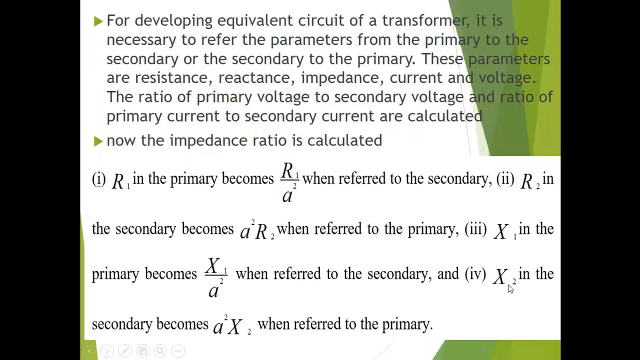 For developing equivalent circuit of a transformer, it is
necessary to refer the parameters from the primary to the
secondary or the secondary to the primary. These parameters
are resistance, reactance, impedance, current and voltage.
The ratio of primary voltage to secondary voltage and ratio of
primary current to secondary current are calculated
now the impedance ratio is calculated
(i) R₁ in the primary becomes R₁/a² when referred to the secondary, (ii) R₂ in
the secondary becomes a²R₂ when referred to the primary, (iii) X₁ in the
primary becomes X₁/a² when referred to the secondary, and (iv) X₂ in the
secondary becomes a²X₂ when referred to the primary.